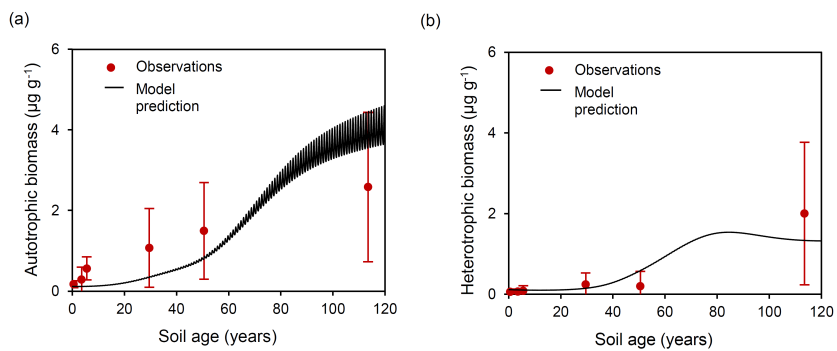 (a)
Autotrophic biomass (µg g⁻¹)
6
4
2
0
Observations
Model
prediction
0 20 40 60 80 100 120
Soil age (years)
(b)
Heterotrophic biomass (µg g⁻¹)
6
4
2
0
Observations
Model
prediction
0 20 40 60 80 100 120
Soil age (years)